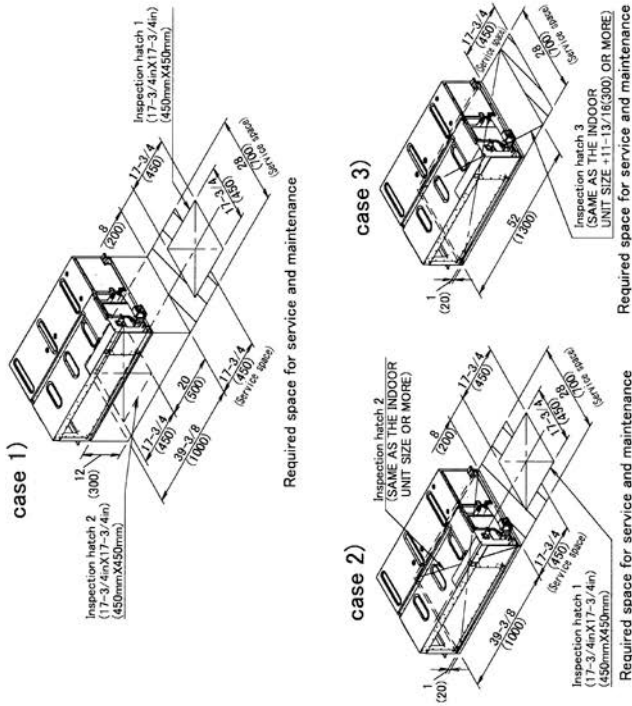 case 1)
12
(300)
Inspection hatch 2
(17-3/4inX17-3/4in)
(450mmX450mm)
8
(200)
17-3/4
(450)
Inspection hatch 1
(17-3/4inX17-3/4in)
(450mmX450mm)
17-3/4
(450)
20
(500)
39-3/8
(1000)
17-3/4
(450)
(Service space)
17-3/4
(450)
28
(700)
(Service space)
Required space for service and maintenance
case 2)
1
(20)
Inspection hatch 2
(SAME AS THE INDOOR
UNIT SIZE OR MORE)
8
(200)
17-3/4
(450)
39-3/8
(1000)
17-3/4
(450)
(Service space)
17-3/4
(450)
28
(700)
(Service space)
Inspection hatch 1
(17-3/4inX17-3/4in)
(450mmX450mm)
Required space for service and maintenance
case 3)
1
(20)
17-3/4
(450)
(Service space)
52
(1300)
28
(700)
(Service space)
Inspection hatch 3
(SAME AS THE INDOOR
UNIT SIZE +11-13/16(300) OR MORE)
Required space for service and maintenance